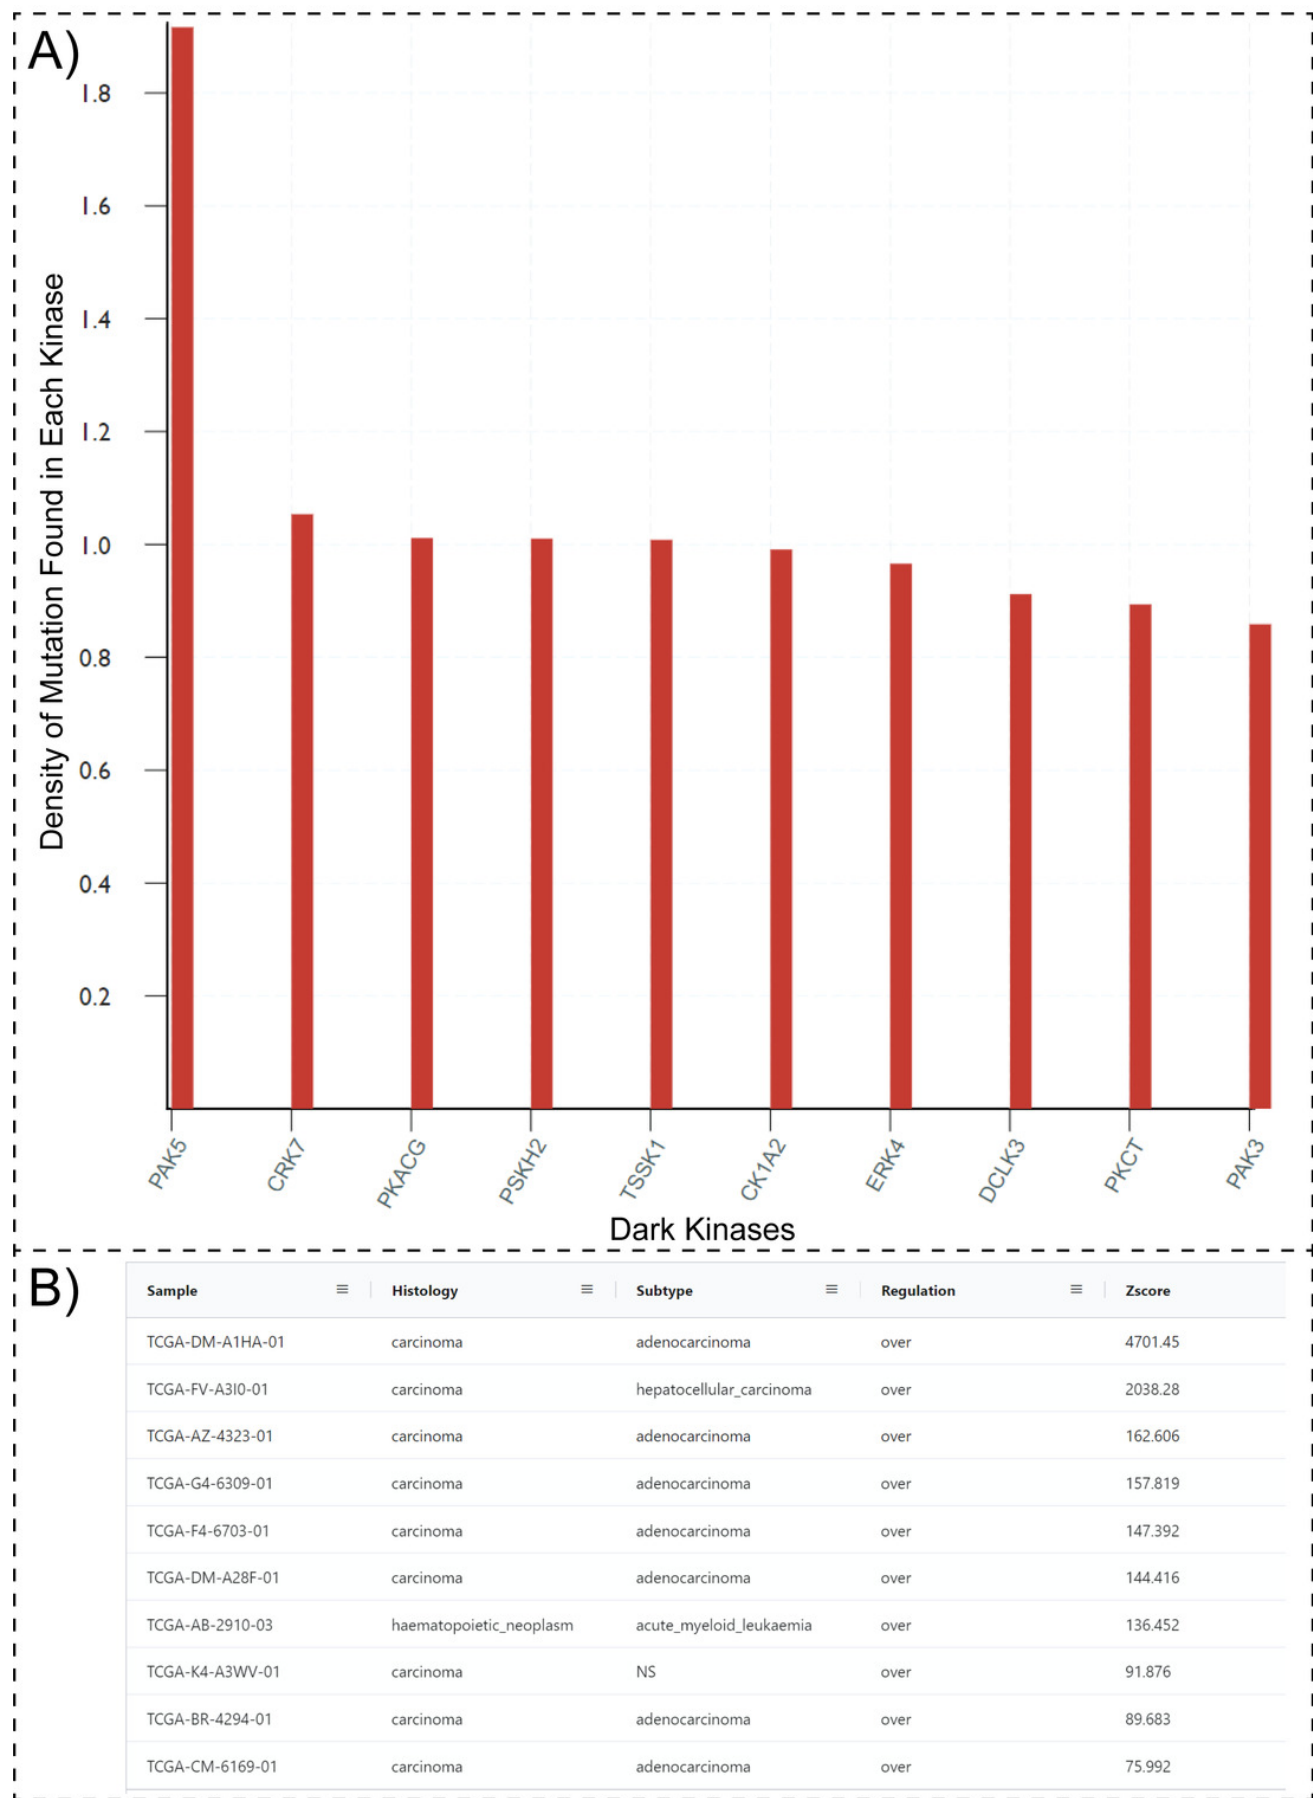 A)
Density of Mutation Found in Each Kinase
1.8
1.6
1.4
1.2
1.0
0.8
0.6
0.4
0.2
PAK5 CRK7 PKACG PSKH2 TSSK1 CK1A2 ERK4 DCLK3 PKCT PAK3
Dark Kinases
B)
Sample Histology Subtype Regulation Zscore
TCGA-DM-A1HA-01 carcinoma adenocarcinoma over 4701.45
TCGA-FV-A3I0-01 carcinoma hepatocellular_carcinoma over 2038.28
TCGA-AZ-4323-01 carcinoma adenocarcinoma over 162.606
TCGA-G4-6309-01 carcinoma adenocarcinoma over 157.819
TCGA-F4-6703-01 carcinoma adenocarcinoma over 147.392
TCGA-DM-A28F-01 carcinoma adenocarcinoma over 144.416
TCGA-AB-2910-03 haematopoietic_neoplasm acute_myeloid_leukaemia over 136.452
TCGA-K4-A3WV-01 carcinoma NS over 91.876
TCGA-BR-4294-01 carcinoma adenocarcinoma over 89.683
TCGA-CM-6169-01 carcinoma adenocarcinoma over 75.992